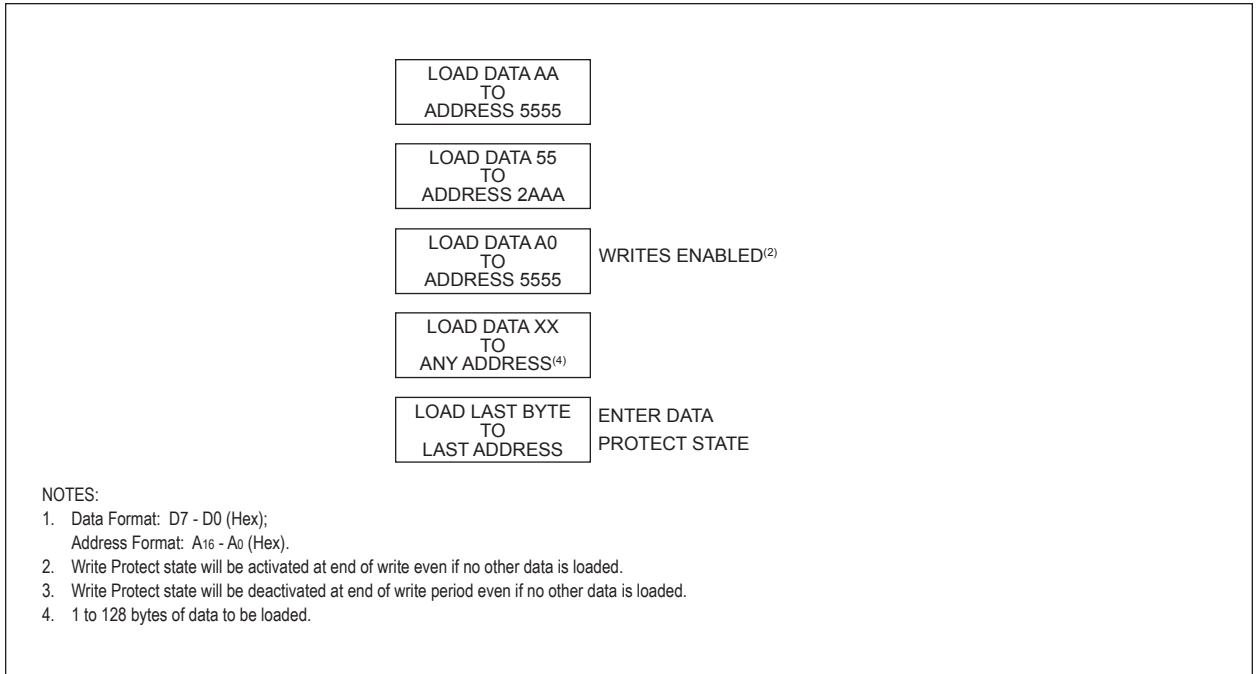 LOAD DATA AA
TO
ADDRESS 5555
LOAD DATA 55
TO
ADDRESS 2AAA
LOAD DATA A0
TO
ADDRESS 5555
WRITES ENABLED(2)
LOAD DATA XX
TO
ANY ADDRESS(4)
LOAD LAST BYTE
TO
LAST ADDRESS
ENTER DATA
PROTECT STATE
NOTES:
1. Data Format: D7 - D0 (Hex);
Address Format: A16 - A0 (Hex).
2. Write Protect state will be activated at end of write even if no other data is loaded.
3. Write Protect state will be deactivated at end of write period even if no other data is loaded.
4. 1 to 128 bytes of data to be loaded.